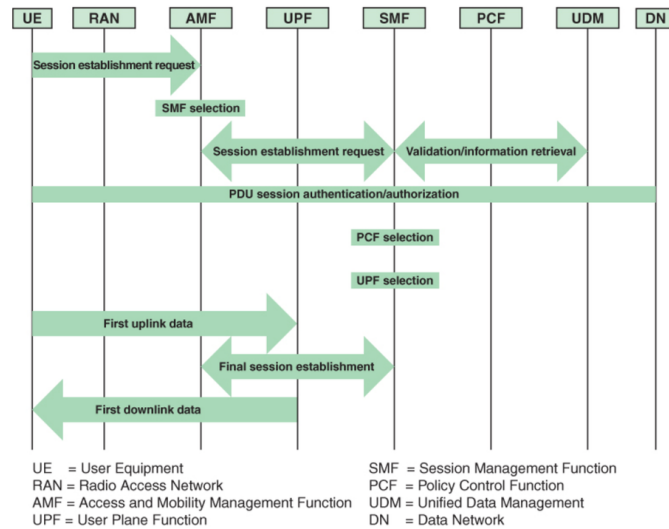 UE RAN AMF UPF SMF PCF UDM DN
Session establishment request
SMF selection
Session establishment request Validation/information retrieval
PDU session authentication/authorization
PCF selection
UPF selection
First uplink data
Final session establishment
First downlink data
UE = User Equipment
RAN = Radio Access Network
AMF = Access and Mobility Management Function
UPF = User Plane Function
SMF = Session Management Function
PCF = Policy Control Function
UDM = Unified Data Management
DN = Data Network